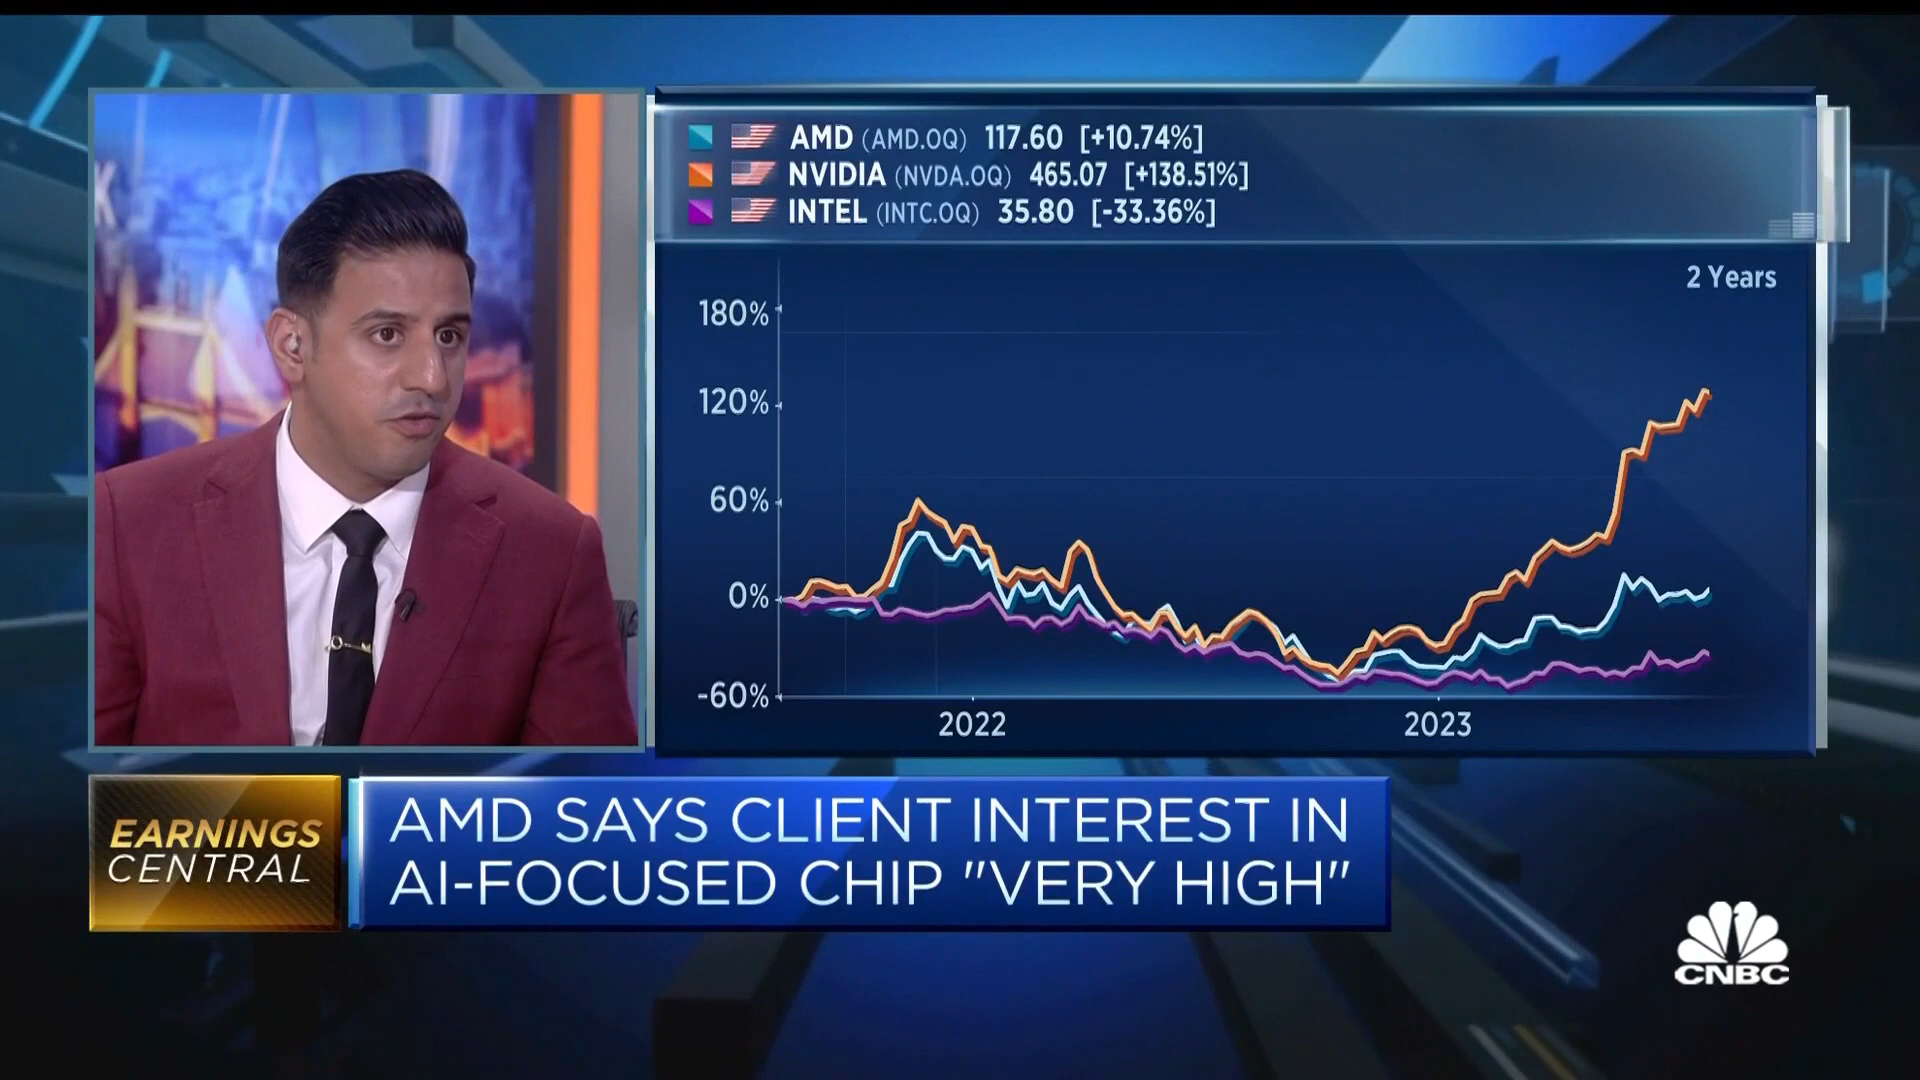 K
AMD (AMD.OQ) 117.60 [+10.74%]
NVIDIA (NVDA.OQ) 465.07 [+138.51%]
INTEL (INTC.OQ) 35.80 [-33.36%]
2 Years
180%
120%
60%
0%
-60%
2022
2023
EARNINGS
CENTRAL
AMD SAYS CLIENT INTEREST IN
AI-FOCUSED CHIP "VERY HIGH"
CNBC